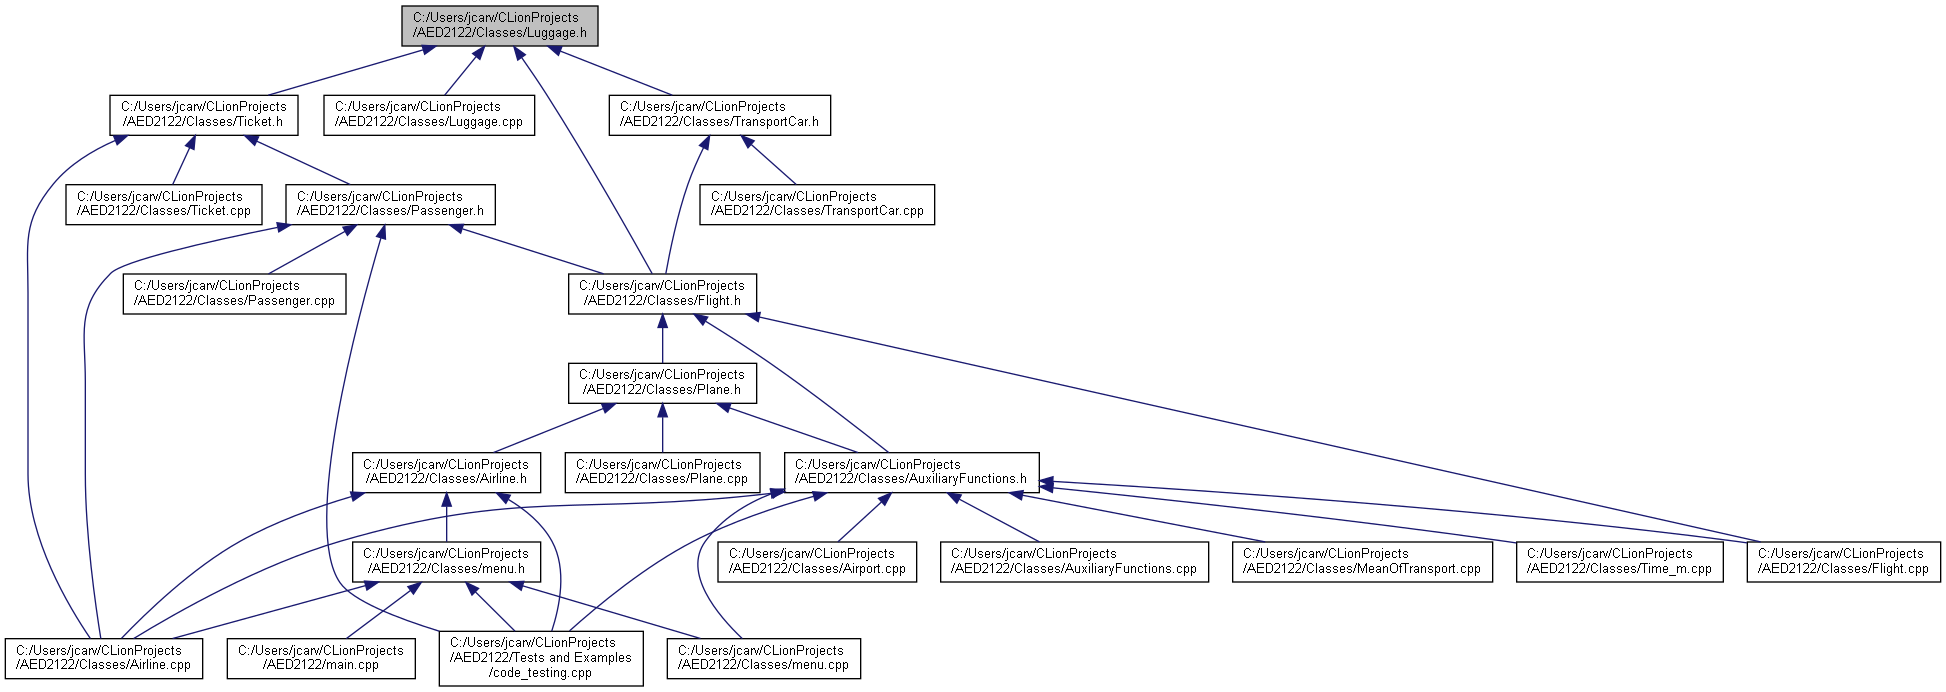 C:/Users/jcarv/CLionProjects
/AED2122/Classes/Luggage.h
C:/Users/jcarv/CLionProjects
/AED2122/Classes/Ticket.h
C:/Users/jcarv/CLionProjects
/AED2122/Classes/Luggage.cpp
C:/Users/jcarv/CLionProjects
/AED2122/Classes/TransportCar.h
C:/Users/jcarv/CLionProjects
/AED2122/Classes/Ticket.cpp
C:/Users/jcarv/CLionProjects
/AED2122/Classes/Passenger.h
C:/Users/jcarv/CLionProjects
/AED2122/Classes/TransportCar.cpp
C:/Users/jcarv/CLionProjects
/AED2122/Classes/Passenger.cpp
C:/Users/jcarv/CLionProjects
/AED2122/Classes/Flight.h
C:/Users/jcarv/CLionProjects
/AED2122/Classes/Plane.h
C:/Users/jcarv/CLionProjects
/AED2122/Classes/Airline.h
C:/Users/jcarv/CLionProjects
/AED2122/Classes/Plane.cpp
C:/Users/jcarv/CLionProjects
/AED2122/Classes/AuxiliaryFunctions.h
C:/Users/jcarv/CLionProjects
/AED2122/Classes/menu.h
C:/Users/jcarv/CLionProjects
/AED2122/Classes/Airport.cpp
C:/Users/jcarv/CLionProjects
/AED2122/Classes/AuxiliaryFunctions.cpp
C:/Users/jcarv/CLionProjects
/AED2122/Classes/MeanOfTransport.cpp
C:/Users/jcarv/CLionProjects
/AED2122/Classes/Time_m.cpp
C:/Users/jcarv/CLionProjects
/AED2122/Classes/Flight.cpp
C:/Users/jcarv/CLionProjects
/AED2122/Classes/Airline.cpp
C:/Users/jcarv/CLionProjects
/AED2122/main.cpp
C:/Users/jcarv/CLionProjects
/AED2122/Tests and Examples
/code_testing.cpp
C:/Users/jcarv/CLionProjects
/AED2122/Classes/menu.cpp